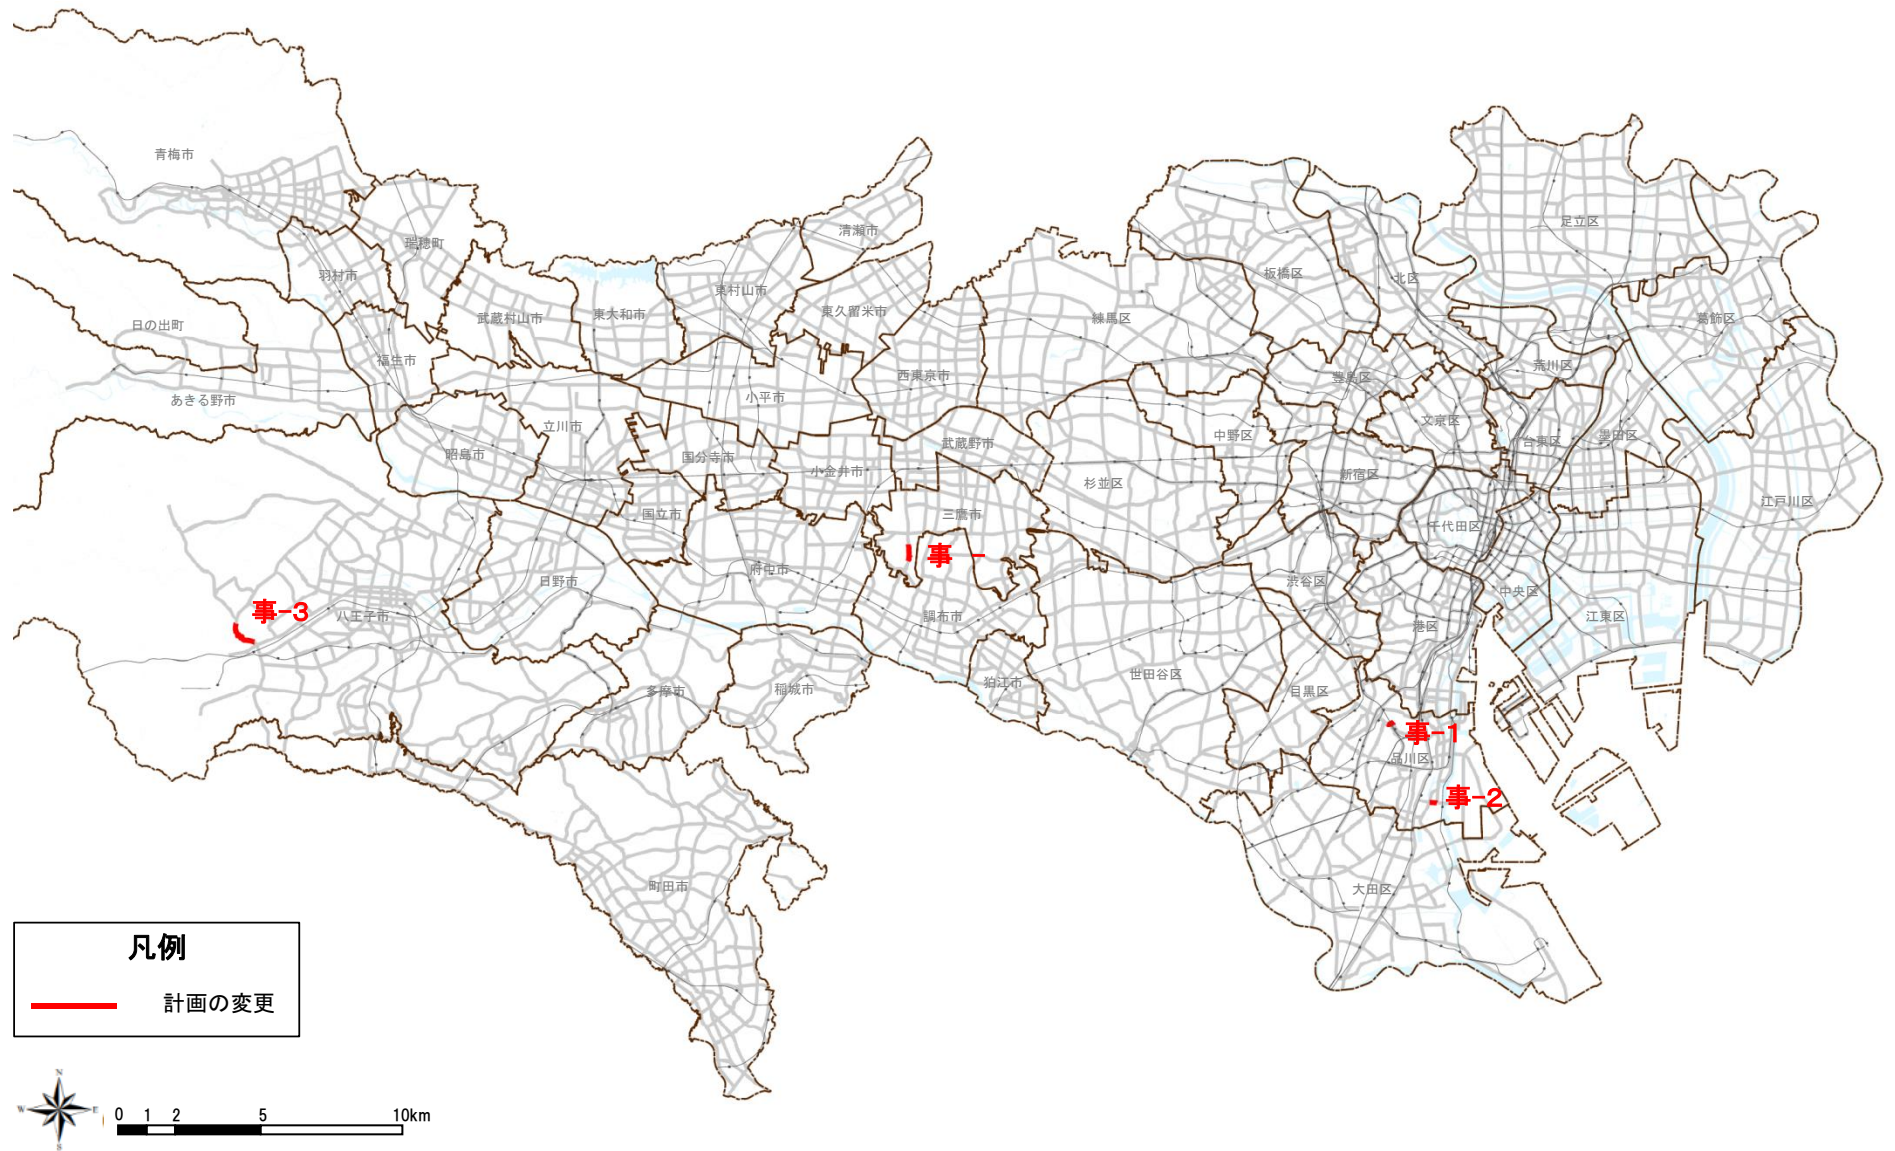 青梅市
瑞穂町
羽村市
日の出町
福生市
あきる野市
武蔵村山市
東大和市
東村山市
清瀬市
東久留米市
西東京市
小平市
立川市
昭島市
国分寺市
小金井市
武蔵野市
国立市
三鷹市
府中市
日野市
八王子市
調布市
狛江市
稲城市
多摩市
町田市
練馬区
板橋区
北区
足立区
葛飾区
荒川区
豊島区
文京区
台東区
墨田区
中野区
新宿区
杉並区
千代田区
江戸川区
渋谷区
中央区
江東区
港区
世田谷区
目黒区
品川区
大田区
事-3
事 -
事-1
事-2
凡例
計画の変更
N
W E
S
0 1 2 5 10km